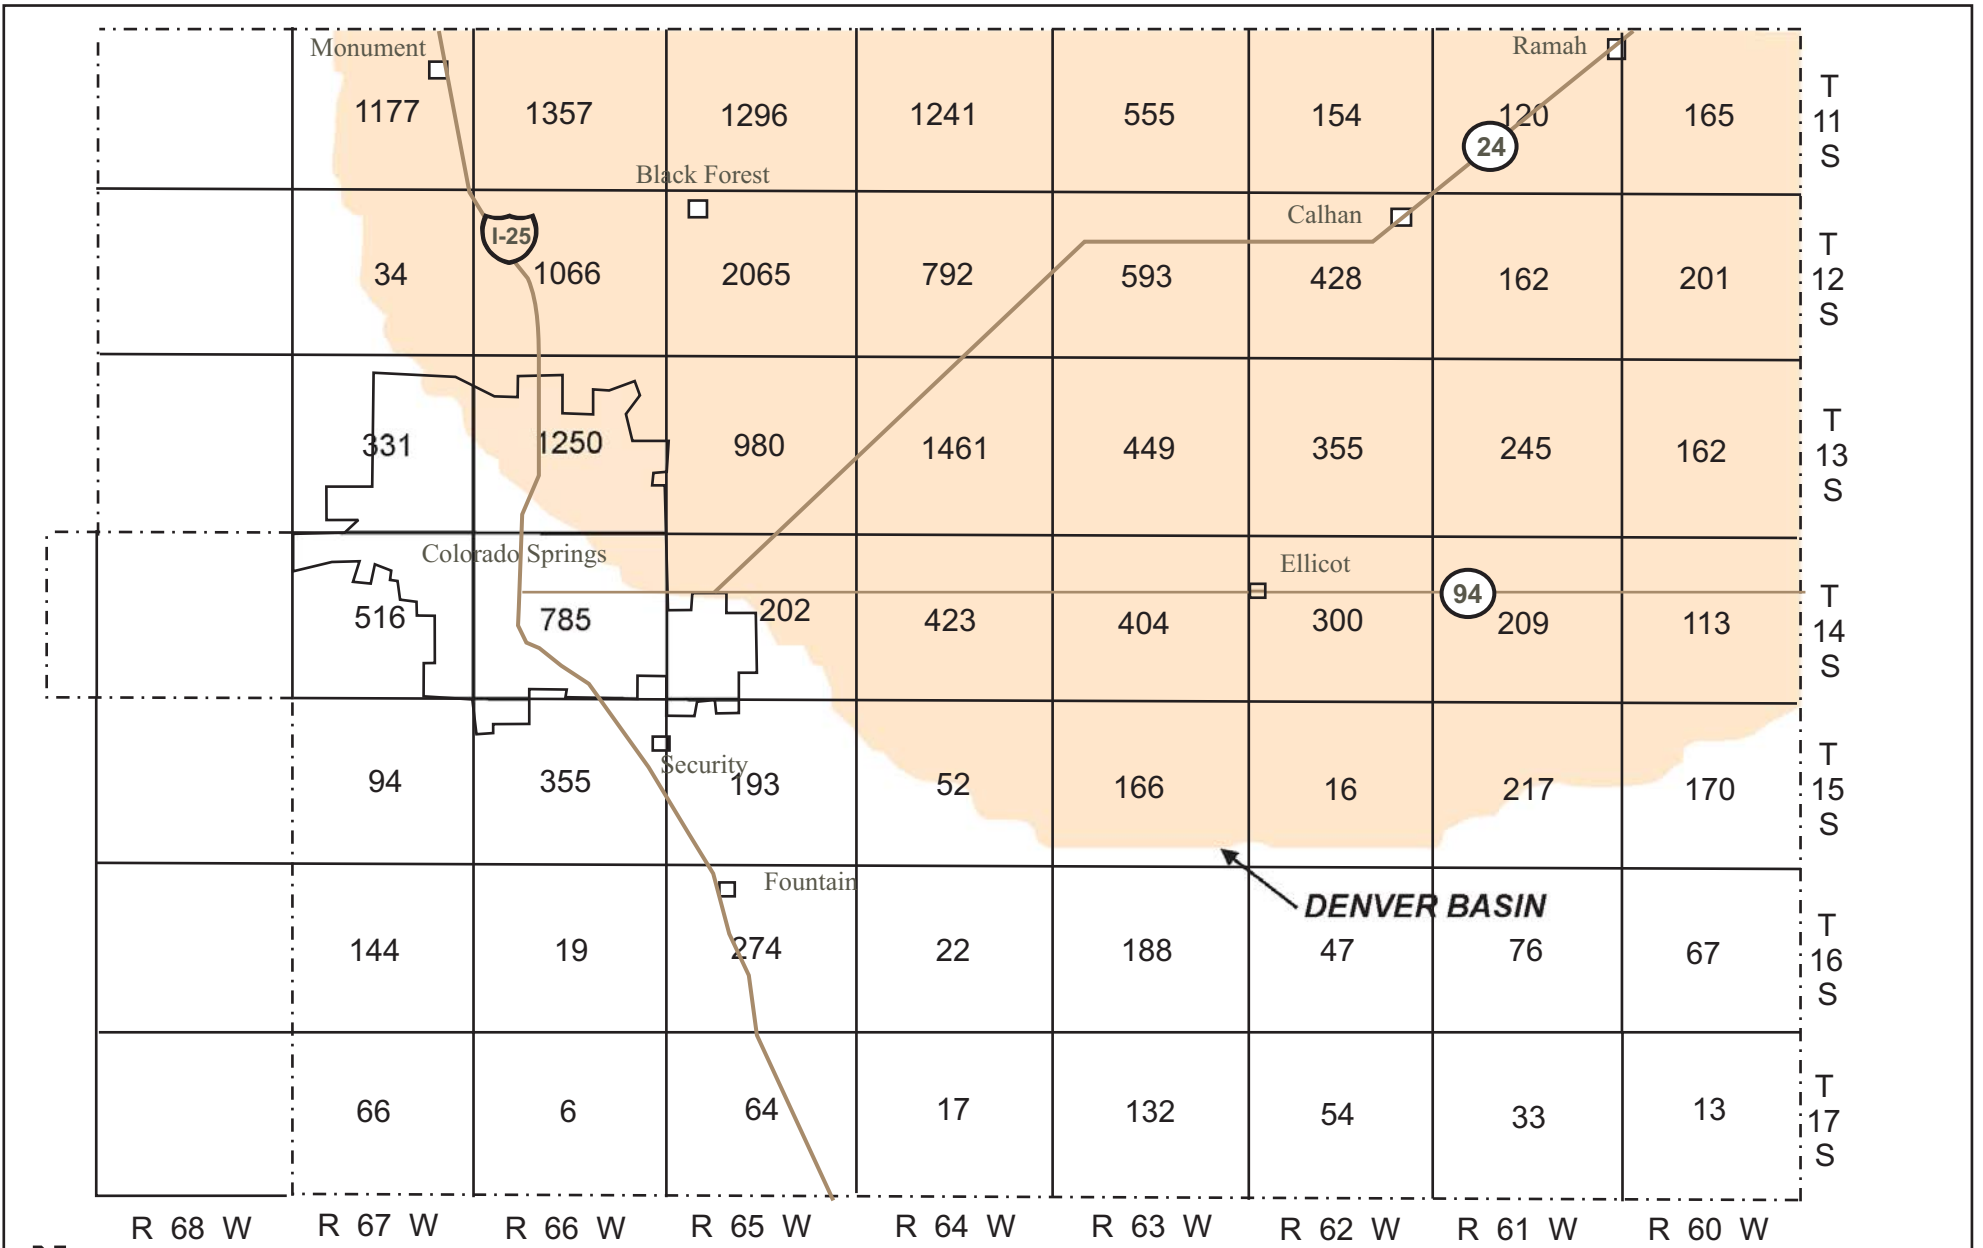 Monument
Ramah
1177
1357
1296
1241
555
154
120
165
T
11
S
24
Black Forest
Calhan
I-25
34
1066
2065
792
593
428
162
201
T
12
S
331
1250
980
1461
449
355
245
162
T
13
S
Colorado Springs
Ellicot
94
516
785
202
423
404
300
209
113
T
14
S
Security
94
355
193
52
166
16
217
170
T
15
S
Fountain
DENVER BASIN
144
19
274
22
188
47
76
67
T
16
S
66
6
64
17
132
54
33
13
T
17
S
R 68 W
R 67 W
R 66 W
R 65 W
R 64 W
R 63 W
R 62 W
R 61 W
R 60 W